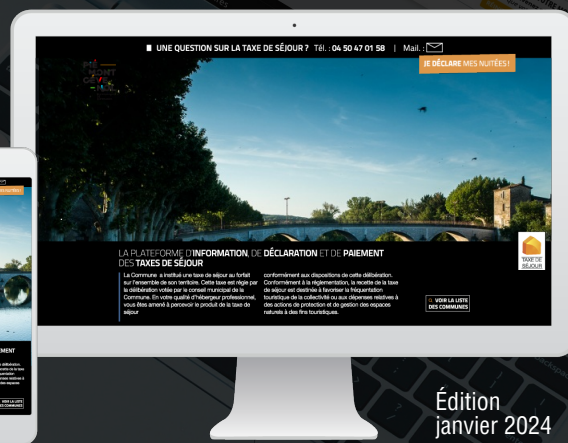 UNE QUESTION SUR LA TAXE DE SÉJOUR ? Tél. : 04 50 47 01 58 | Mail. :
JE DÉCLARE MES NUITÉES !
LA PLATEFORME D'INFORMATION, DE DÉCLARATION ET DE PAIEMENT
DES TAXES DE SÉJOUR
La Commune a institué une taxe de séjour au forfait
sur l'ensemble de son territoire. Cette taxe est régie par
la délibération votée par le conseil municipal de la
Commune. En votre qualité d'hébergeur professionnel,
vous êtes amené à percevoir le produit de la taxe de
séjour
conformément aux dispositions de cette délibération.
Conformément à la réglementation, la recette de la taxe
de séjour est destinée à favoriser la fréquentation
touristique de la collectivité ou aux dépenses relatives à
des actions de protection et de gestion des espaces
naturels à des fins touristiques.
TAXE DE
SÉJOUR
VOIR LA LISTE
DES COMMUNES
Édition
janvier 2024